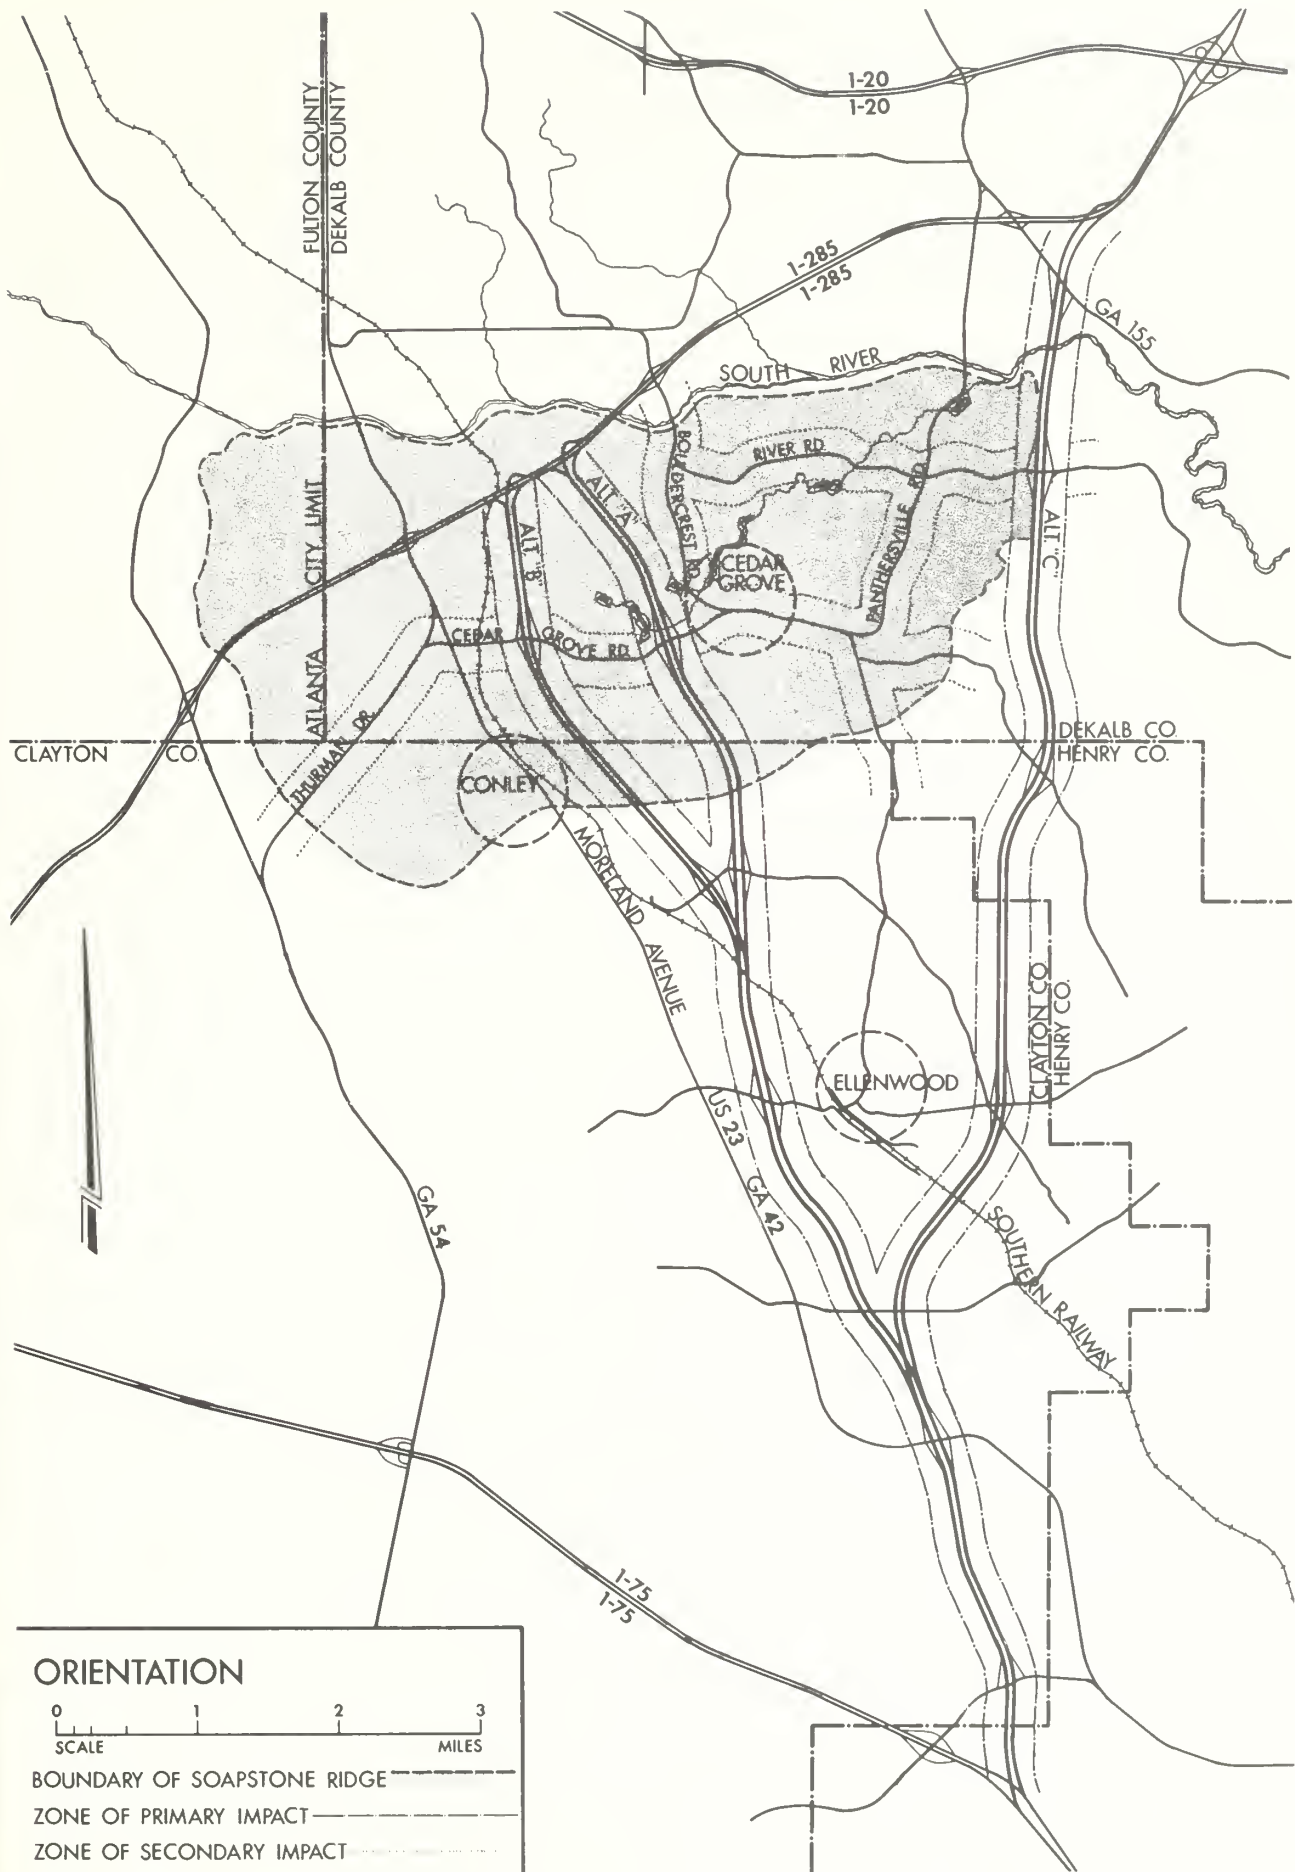 I-20
I-20
FULTON COUNTY
DEKALB COUNTY
I-285
I-285
GA 155
SOUTH RIVER
BOULDERCREST RD.
RIVER RD.
PANTHERSVILLE RD
ALT "A"
ALT "B"
ALT "C"
ATLANTA CITY LIMIT
CEDAR
GROVE
CEDAR GROVE RD.
THURMAN DR.
CLAYTON CO.
DEKALB CO.
HENRY CO.
CONLEY
MORELAND AVENUE
CLAYTON CO.
HENRY CO.
ELLENWOOD
US 23
GA 42
GA 54
SOUTHERN RAILWAY
I-75
I-75
ORIENTATION
0 1 2 3
SCALE MILES
BOUNDARY OF SOAPSTONE RIDGE
ZONE OF PRIMARY IMPACT
ZONE OF SECONDARY IMPACT